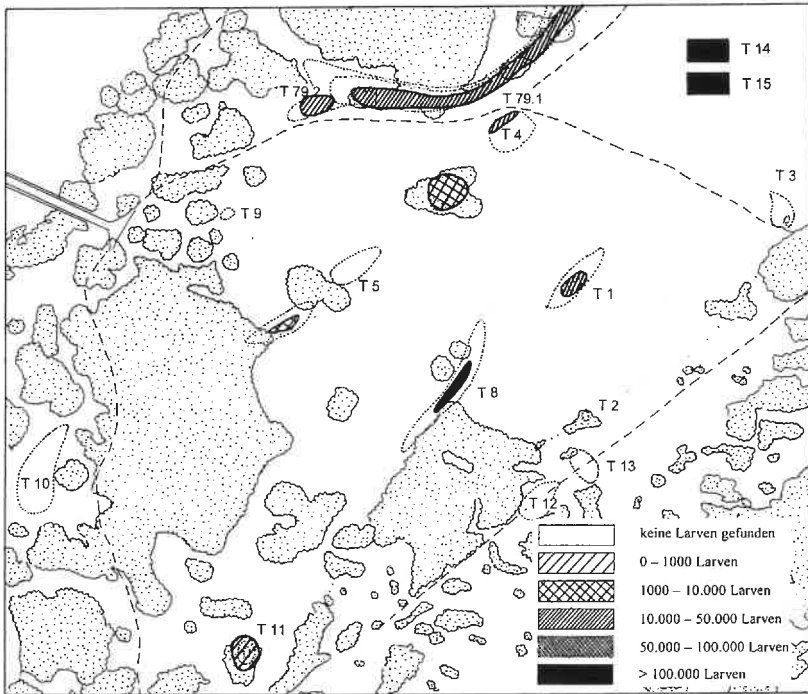 T 14
T 15
T 79.2
T 79.1
T 4
T 3
T 9
T 5
T 1
T 8
T 2
T 10
T 13
T 12
T 11
keine Larven gefunden
0 – 1000 Larven
1000 – 10.000 Larven
10.000 – 50.000 Larven
50.000 – 100.000 Larven
> 100.000 Larven